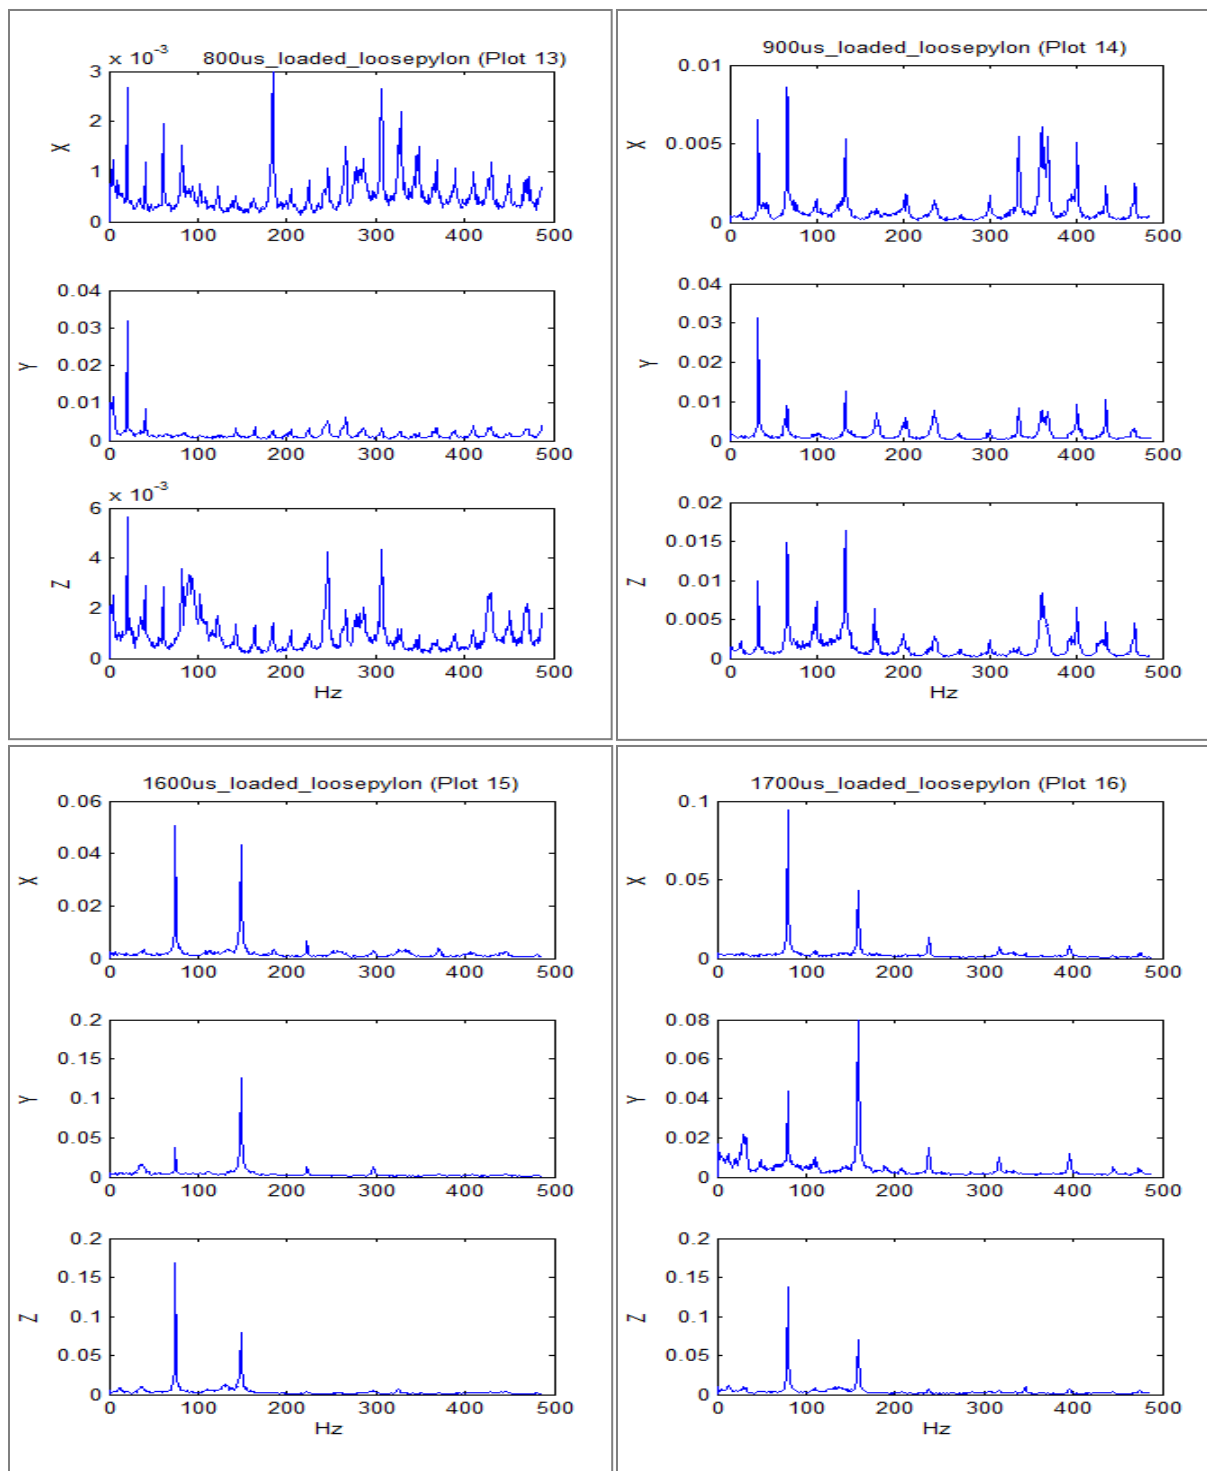 × 10⁻³ 800us_loaded_loosepylon (Plot 13)
3
2
1
0
X
0 100 200 300 400 500
0.04
0.03
0.02
0.01
0
Y
0 100 200 300 400 500
× 10⁻³
6
4
2
0
Z
0 100 200 300 400 500
Hz
900us_loaded_loosepylon (Plot 14)
0.01
0.005
0
X
0 100 200 300 400 500
0.04
0.03
0.02
0.01
0
Y
0 100 200 300 400 500
0.02
0.015
0.01
0.005
0
Z
0 100 200 300 400 500
Hz
1600us_loaded_loosepylon (Plot 15)
0.06
0.04
0.02
0
X
0 100 200 300 400 500
0.2
0.15
0.1
0.05
0
Y
0 100 200 300 400 500
0.2
0.15
0.1
0.05
0
Z
0 100 200 300 400 500
Hz
1700us_loaded_loosepylon (Plot 16)
0.1
0.05
0
X
0 100 200 300 400 500
0.08
0.06
0.04
0.02
0
Y
0 100 200 300 400 500
0.2
0.15
0.1
0.05
0
Z
0 100 200 300 400 500
Hz